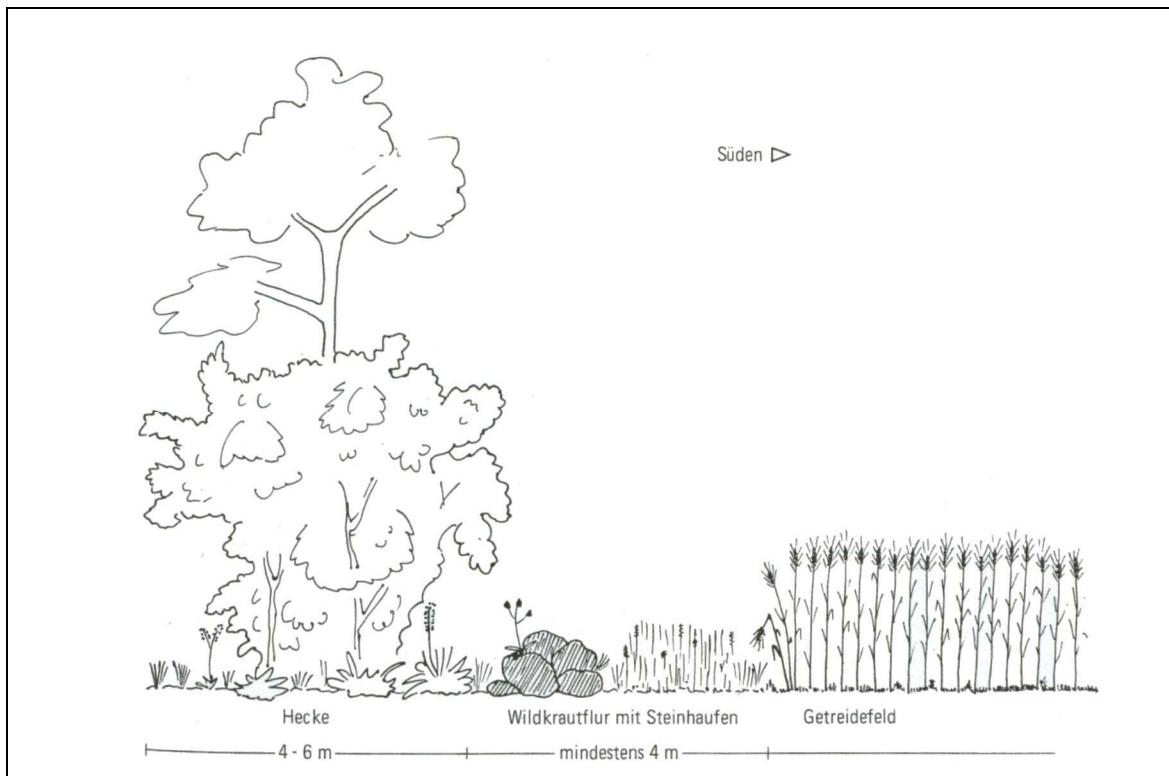 Süden
Hecke Wildkrautflur mit Steinhaufen Getreidefeld
4 - 6 m mindestens 4 m